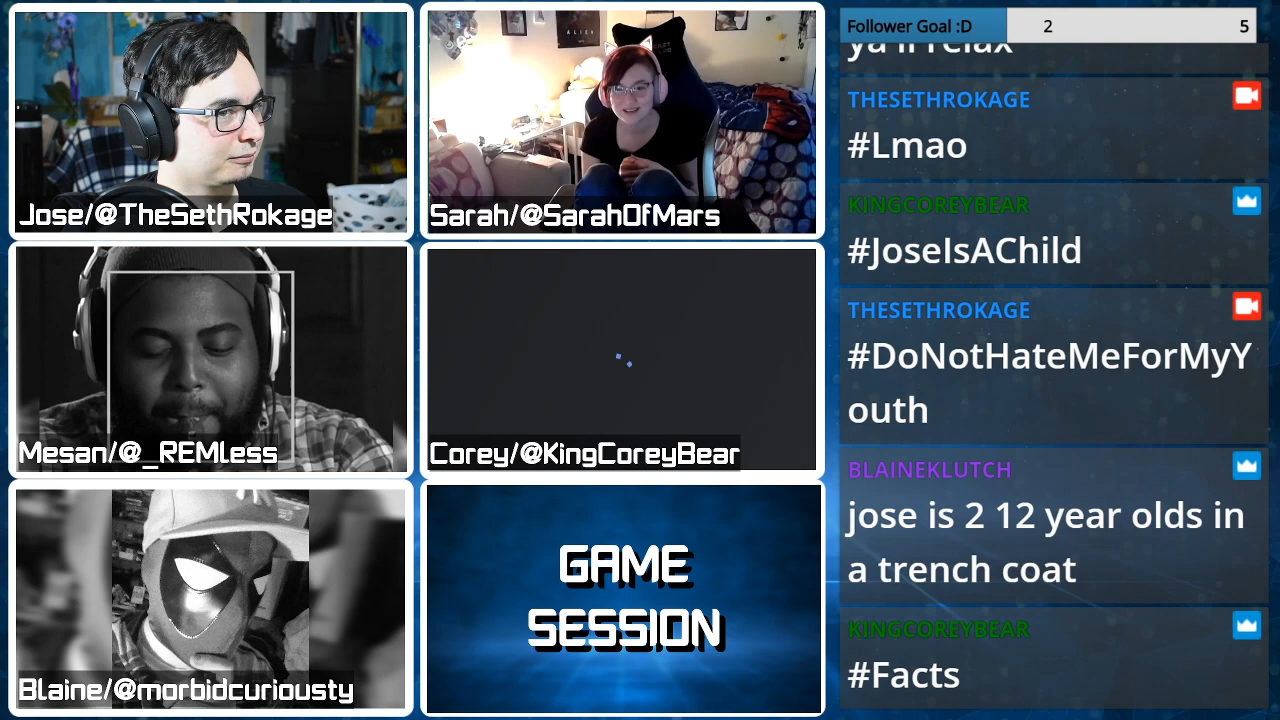 Jose/@TheSethRokage
Sarah/@SarahOfMars
ALIEN
Mesan/@_REMless
Corey/@KingCoreyBear
Blaine/@morbidcuriousty
GAME
SESSION
Follower Goal :D 2 5
ya'll relax
THESETHROKAGE
#Lmao
KINGCOREYBEAR
#JoseIsAChild
THESETHROKAGE
#DoNotHateMeForMyY
outh
BLAINEKLUTCH
jose is 2 12 year olds in
a trench coat
KINGCOREYBEAR
#Facts